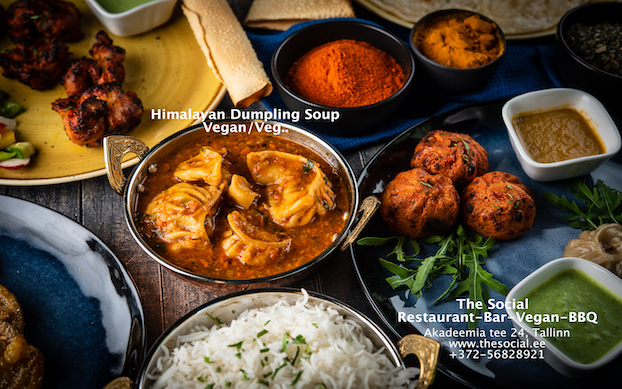 Himalayan Dumpling Soup
Vegan/Veg..
The Social
Restaurant-Bar-Vegan-BBQ
Akadeemia tee 24, Tallinn
www.thesocial.ee
+372-56828921